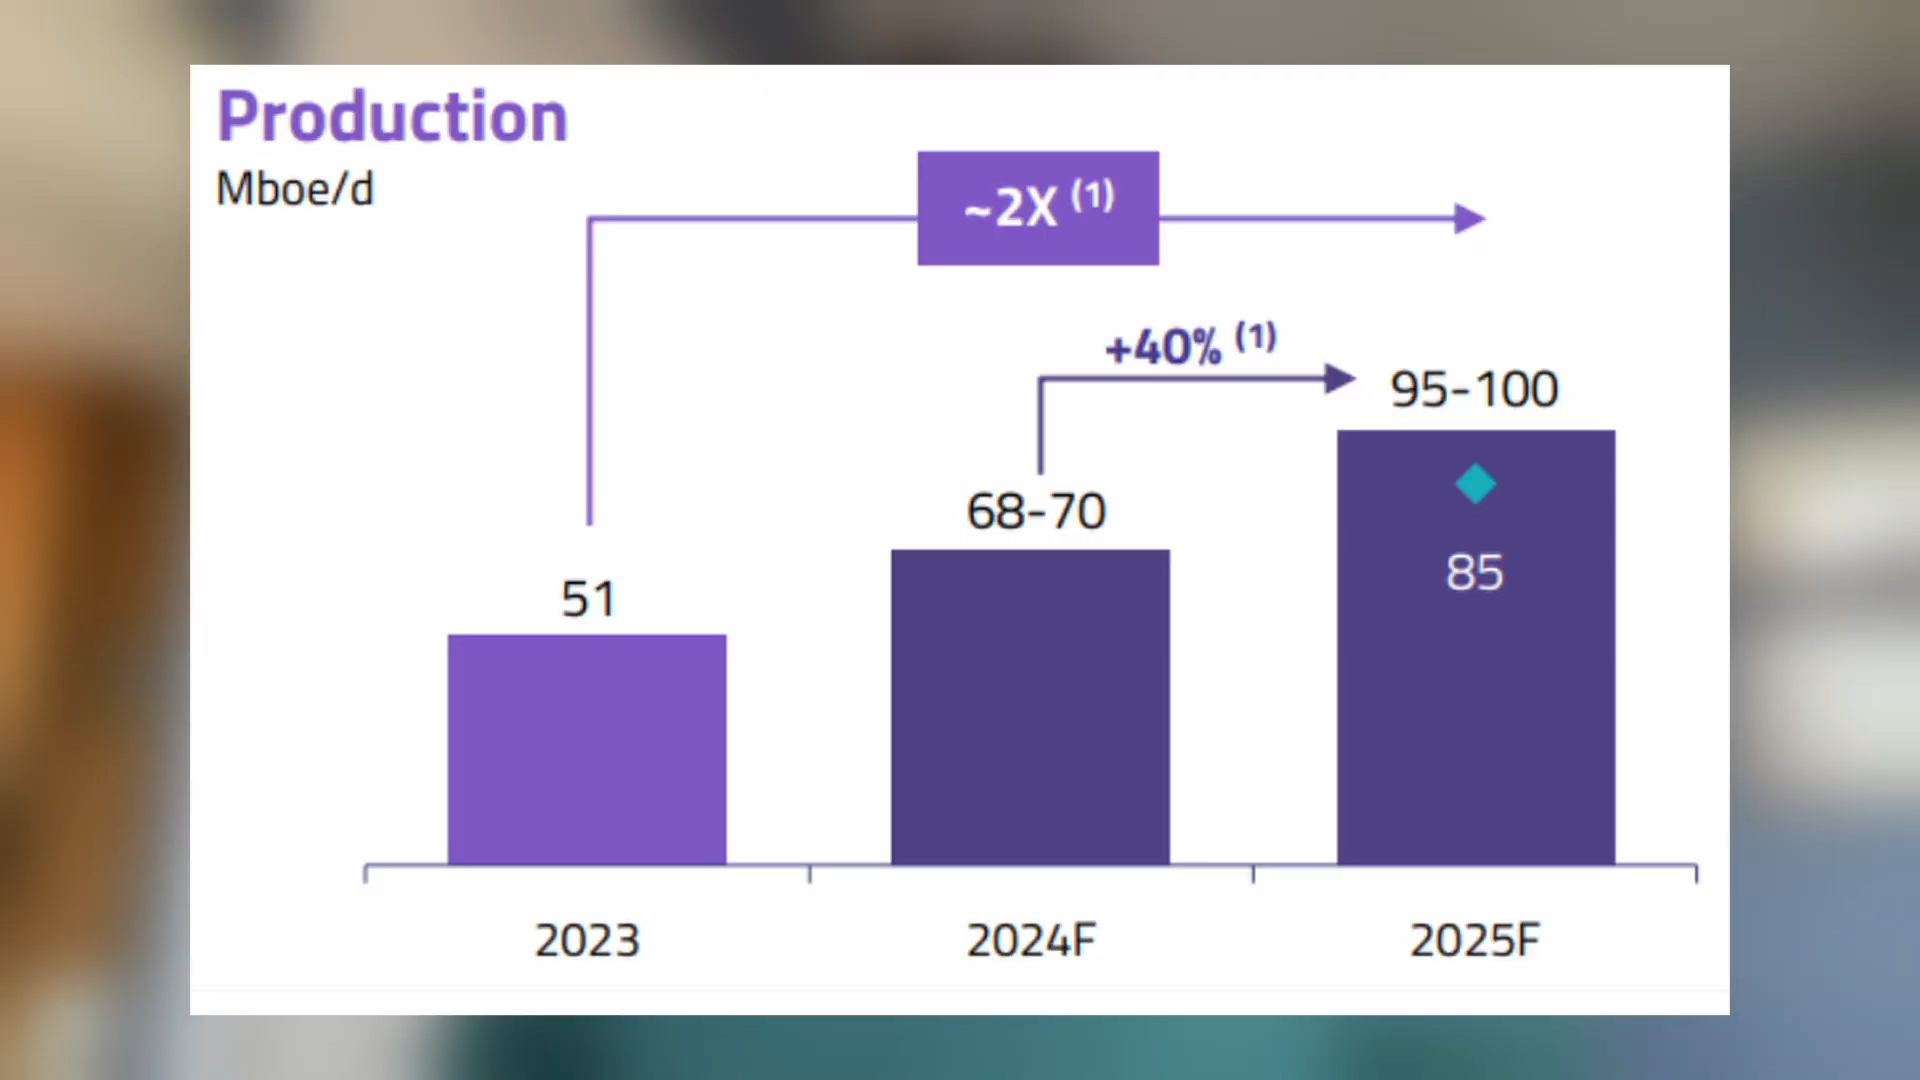 Production
Mboe/d
~2X (1)
+40% (1)
95-100
68-70
85
51
2023
2024F
2025F